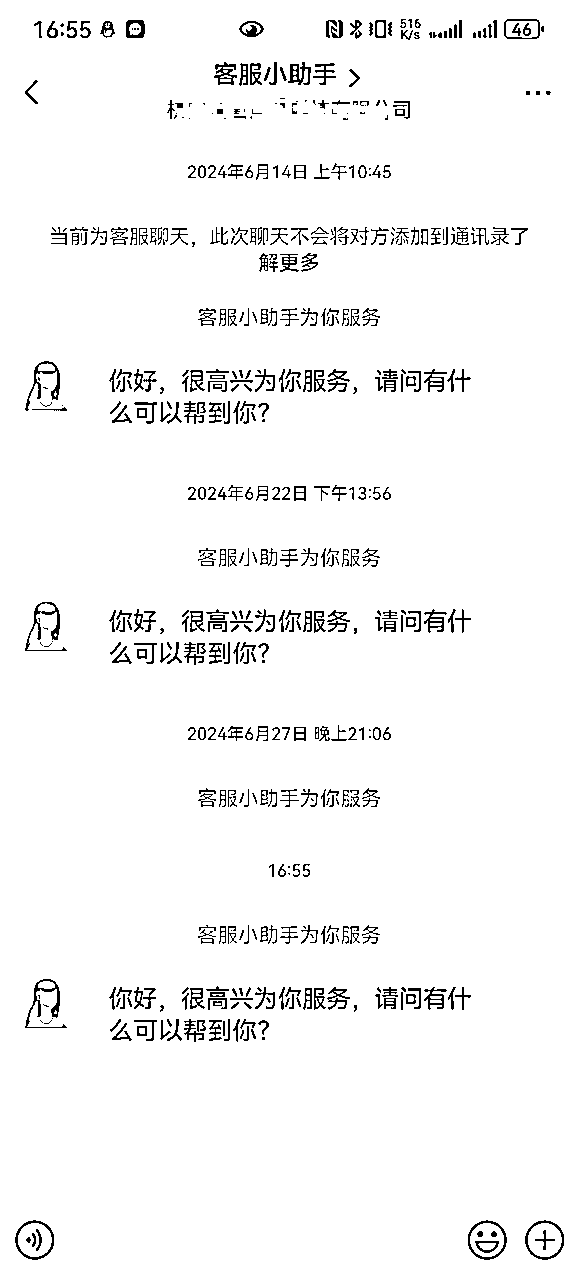 16:55
516 K/s
46
客服小助手
有限公司
2024年6月14日 上午10:45
当前为客服聊天，此次聊天不会将对方添加到通讯录了
解更多
客服小助手为你服务
你好，很高兴为你服务，请问有什
么可以帮到你？
2024年6月22日 下午13:56
客服小助手为你服务
你好，很高兴为你服务，请问有什
么可以帮到你？
2024年6月27日 晚上21:06
客服小助手为你服务
16:55
客服小助手为你服务
你好，很高兴为你服务，请问有什
么可以帮到你？